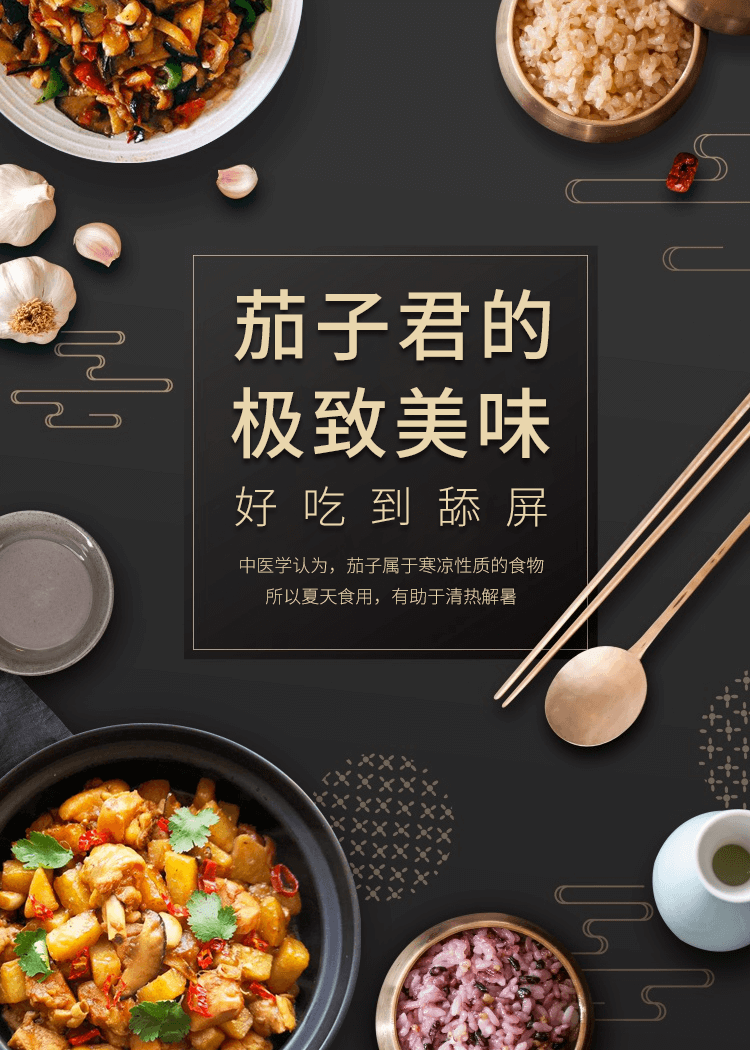 茄子君的
极致美味
好吃到舔屏
中医学认为，茄子属于寒凉性质的食物
所以夏天食用，有助于清热解暑